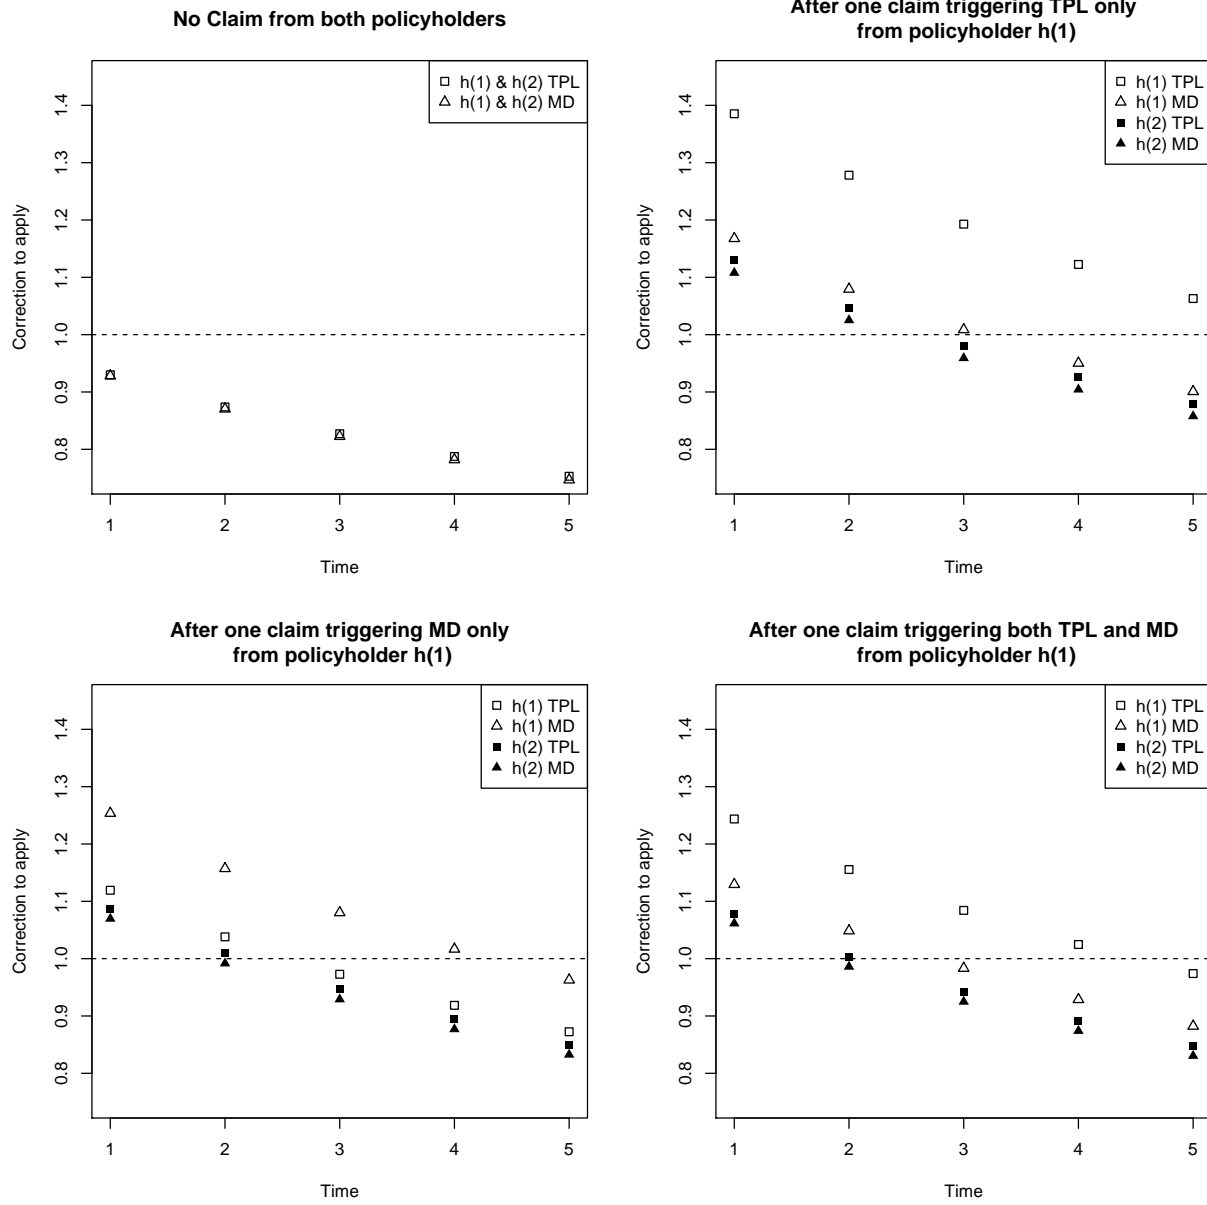 No Claim from both policyholders
h(1) & h(2) TPL
h(1) & h(2) MD
Correction to apply
0.8 0.9 1.0 1.1 1.2 1.3 1.4
1 2 3 4 5
Time
After one claim triggering TPL only
from policyholder h(1)
h(1) TPL
h(1) MD
h(2) TPL
h(2) MD
Correction to apply
0.8 0.9 1.0 1.1 1.2 1.3 1.4
1 2 3 4 5
Time
After one claim triggering MD only
from policyholder h(1)
h(1) TPL
h(1) MD
h(2) TPL
h(2) MD
Correction to apply
0.8 0.9 1.0 1.1 1.2 1.3 1.4
1 2 3 4 5
Time
After one claim triggering both TPL and MD
from policyholder h(1)
h(1) TPL
h(1) MD
h(2) TPL
h(2) MD
Correction to apply
0.8 0.9 1.0 1.1 1.2 1.3 1.4
1 2 3 4 5
Time